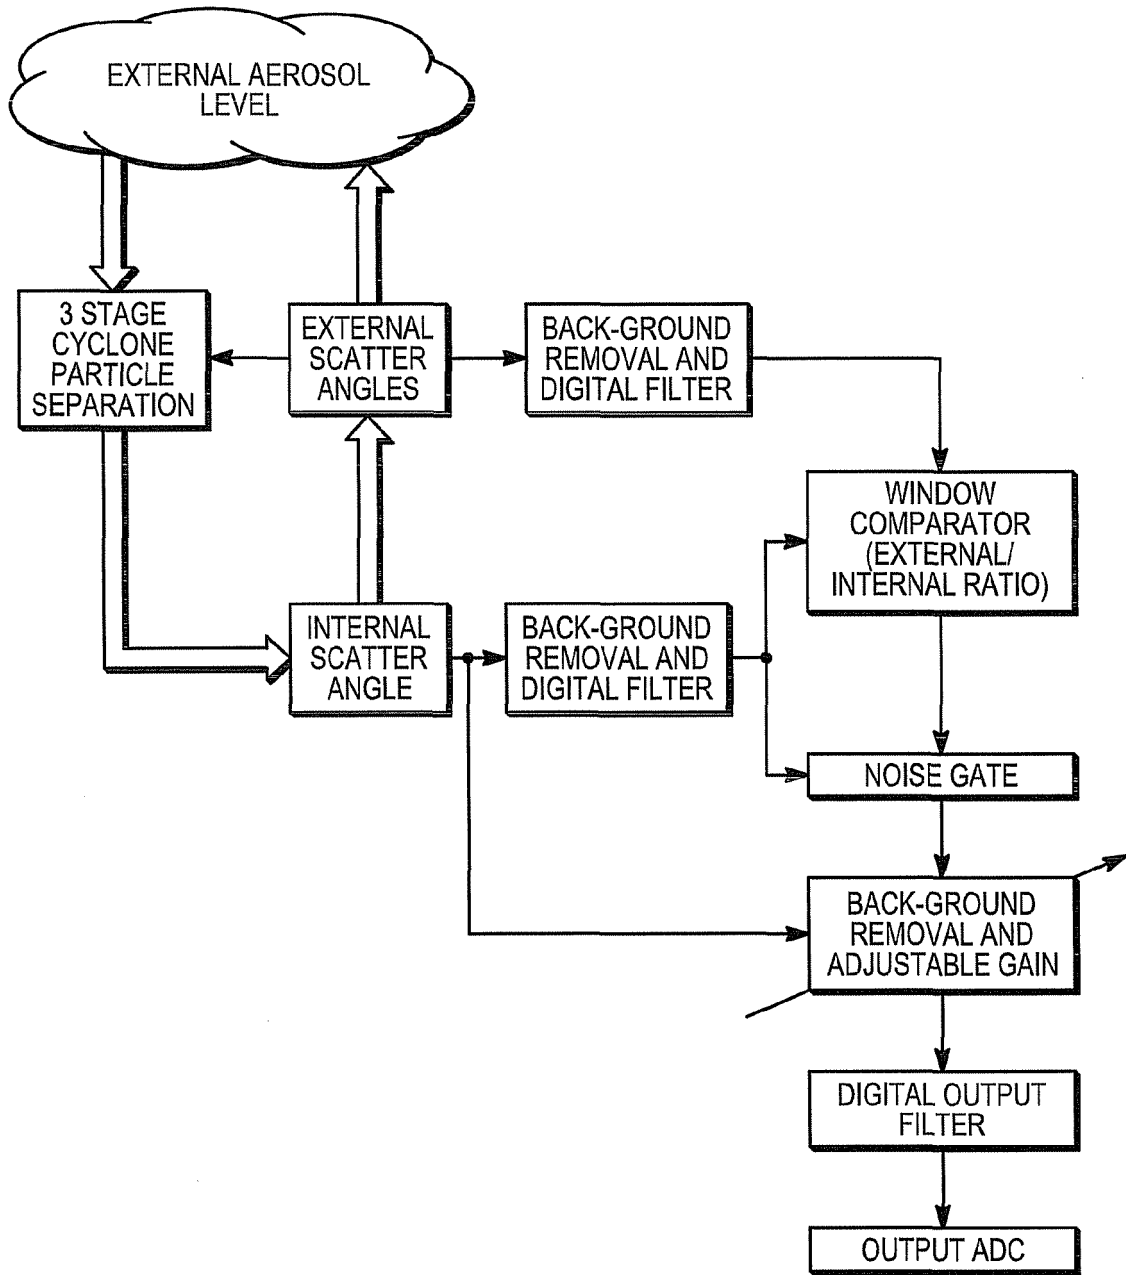 EXTERNAL AEROSOL
LEVEL
3 STAGE
CYCLONE
PARTICLE
SEPARATION
EXTERNAL
SCATTER
ANGLES
BACK-GROUND
REMOVAL AND
DIGITAL FILTER
WINDOW
COMPARATOR
(EXTERNAL/
INTERNAL RATIO)
INTERNAL
SCATTER
ANGLE
BACK-GROUND
REMOVAL AND
DIGITAL FILTER
NOISE GATE
BACK-GROUND
REMOVAL AND
ADJUSTABLE GAIN
DIGITAL OUTPUT
FILTER
OUTPUT ADC